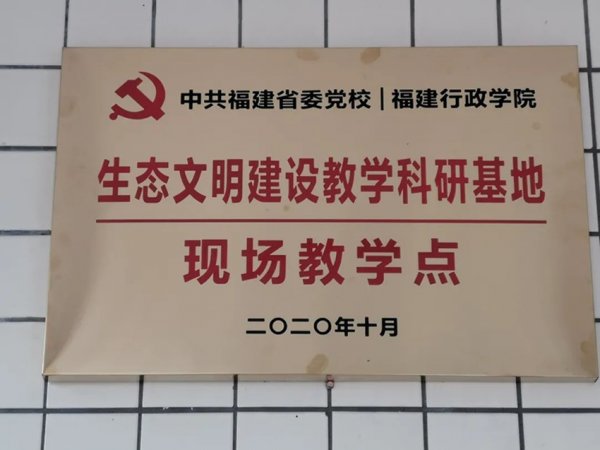 中共福建省委党校|福建行政学院
生态文明建设教学科研基地
现场教学点
二〇二〇年十月